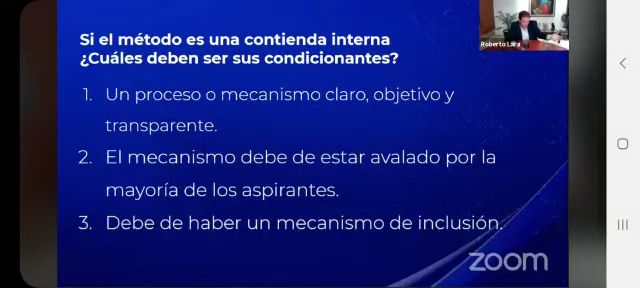 Si el método es una contienda interna
¿Cuáles deben ser sus condicionantes?
1. Un proceso o mecanismo claro, objetivo y
transparente.
2. El mecanismo debe de estar avalado por la
mayoría de los aspirantes.
3. Debe de haber un mecanismo de inclusión.
Roberto Lara
zoom